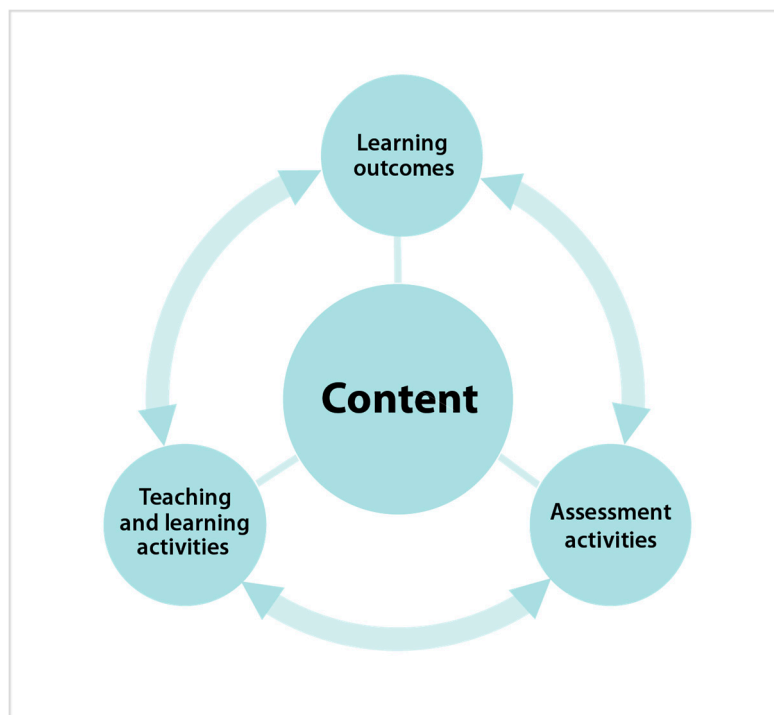 Learning
outcomes
Content
Teaching
and learning
activities
Assessment
activities